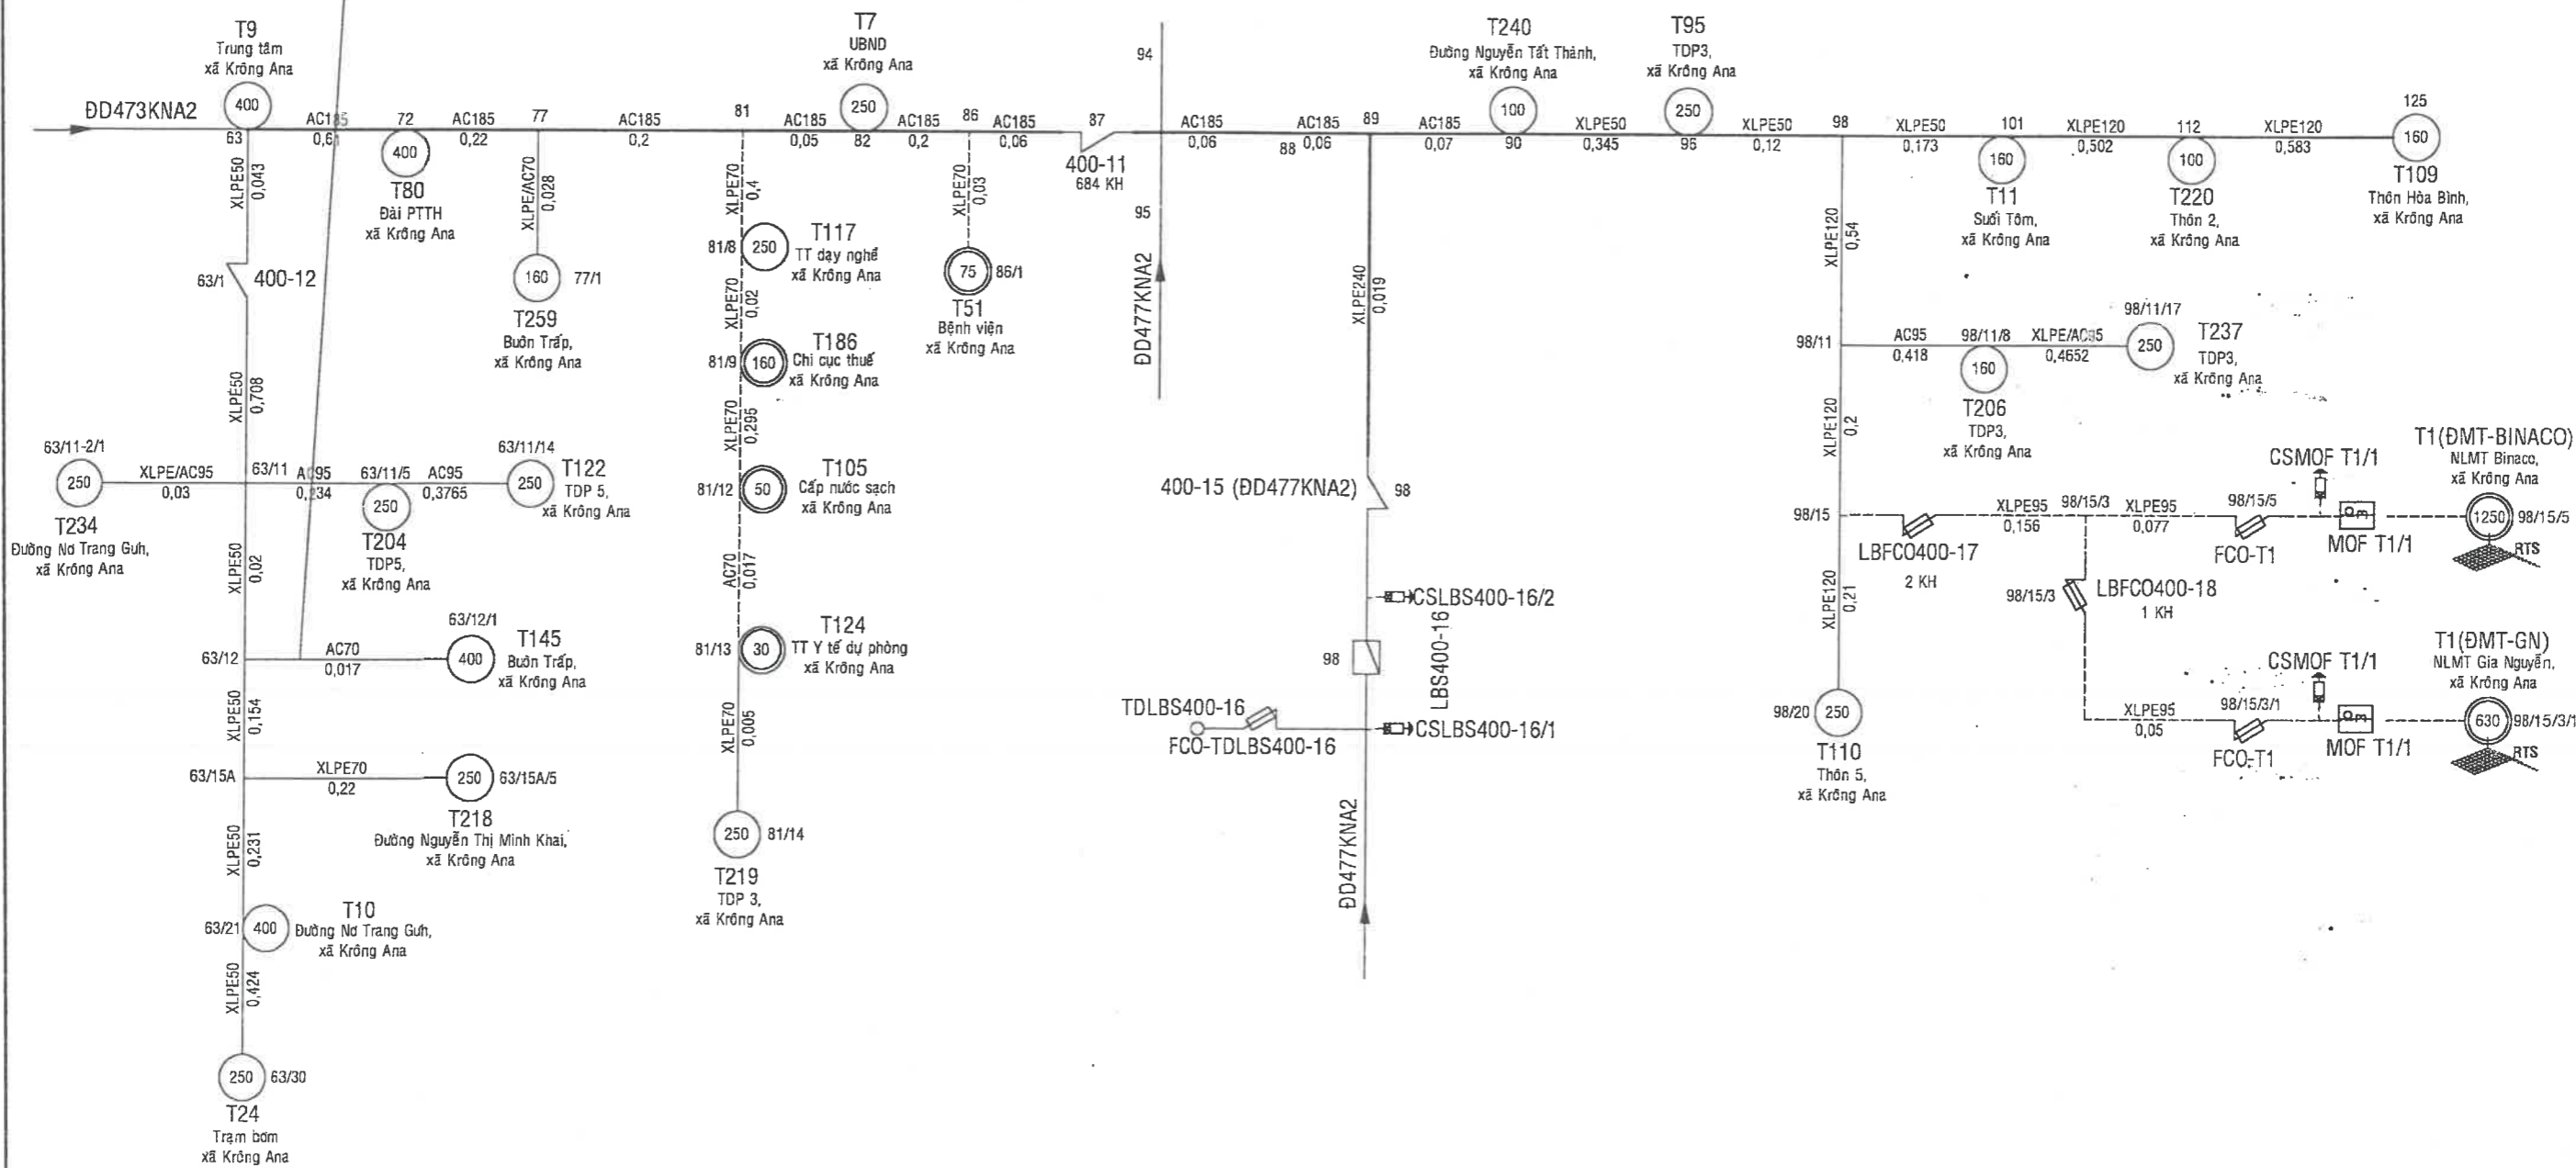 T9
Trung tâm
xã Krông Ana
400
ĐD473KNA2
63
AC185
0,61
72
400
T80
Đài PTTH
xã Krông Ana
AC185
0,22
77
AC185
0,2
81
AC185
0,05
T7
UBND
xã Krông Ana
250
82
AC185
0,2
86
AC185
0,06
87
400-11
684 KH
94
95
ĐD477KNA2
AC185
0,06
88
AC185
0,06
89
AC185
0,07
T240
Đường Nguyễn Tất Thành,
xã Krông Ana
100
90
XLPE50
0,345
T95
TDP3,
xã Krông Ana
250
96
XLPE50
0,12
98
XLPE50
0,173
101
160
T11
Suối Tôm,
xã Krông Ana
XLPE120
0,502
112
100
T220
Thôn 2,
xã Krông Ana
XLPE120
0,583
125
160
T109
Thôn Hòa Bình,
xã Krông Ana
XLPE50
0,043
63/1
400-12
XLPE50
0,708
63/11-2/1
250
T234
Đường Nơ Trang Guh,
xã Krông Ana
XLPE/AC95
0,03
63/11
AC95
0,234
63/11/5
250
T204
TDP5,
xã Krông Ana
AC95
0,3765
63/11/14
250
T122
TDP 5,
xã Krông Ana
XLPE50
0,02
63/12
AC70
0,017
63/12/1
400
T145
Buôn Trấp,
xã Krông Ana
XLPE50
0,154
63/15A
XLPE70
0,22
250
63/15A/5
T218
Đường Nguyễn Thị Minh Khai,
xã Krông Ana
XLPE50
0,231
63/21
400
T10
Đường Nơ Trang Guh,
xã Krông Ana
XLPE50
0,424
250
63/30
T24
Trạm bơm
xã Krông Ana
XLPE/AC70
0,028
160
77/1
T259
Buôn Trấp,
xã Krông Ana
XLPE70
0,4
81/8
250
T117
TT dạy nghề
xã Krông Ana
XLPE70
0,02
81/9
160
T186
Chi cục thuế
xã Krông Ana
XLPE70
0,295
81/12
50
T105
Cấp nước sạch
xã Krông Ana
AC70
0,017
81/13
30
T124
TT Y tế dự phòng
xã Krông Ana
XLPE70
0,005
250
81/14
T219
TDP 3,
xã Krông Ana
XLPE70
0,03
75
86/1
T51
Bệnh viện
xã Krông Ana
XLPE240
0,019
400-15 (ĐD477KNA2)
98
CSLBS400-16/2
98
LBS400-16
TDLBS400-16
FCO-TDLBS400-16
CSLBS400-16/1
ĐD477KNA2
XLPE120
0,54
98/11
AC95
0,418
98/11/8
160
T206
TDP3,
xã Krông Ana
XLPE/AC95
0,4652
98/11/17
250
T237
TDP3,
xã Krông Ana
XLPE120
0,2
98/15
LBFCO400-17
2 KH
XLPE95
0,156
98/15/3
XLPE95
0,077
98/15/5
FCO-T1
CSMOF T1/1
MOF T1/1
T1(ĐMT-BINACO)
NLMT Binaco,
xã Krông Ana
1250
98/15/5
RTS
98/15/3
LBFCO400-18
1 KH
XLPE95
0,05
98/15/3/1
FCO-T1
CSMOF T1/1
MOF T1/1
T1(ĐMT-GN)
NLMT Gia Nguyễn,
xã Krông Ana
630
98/15/3/1
RTS
XLPE120
0,21
98/20
250
T110
Thôn 5,
xã Krông Ana